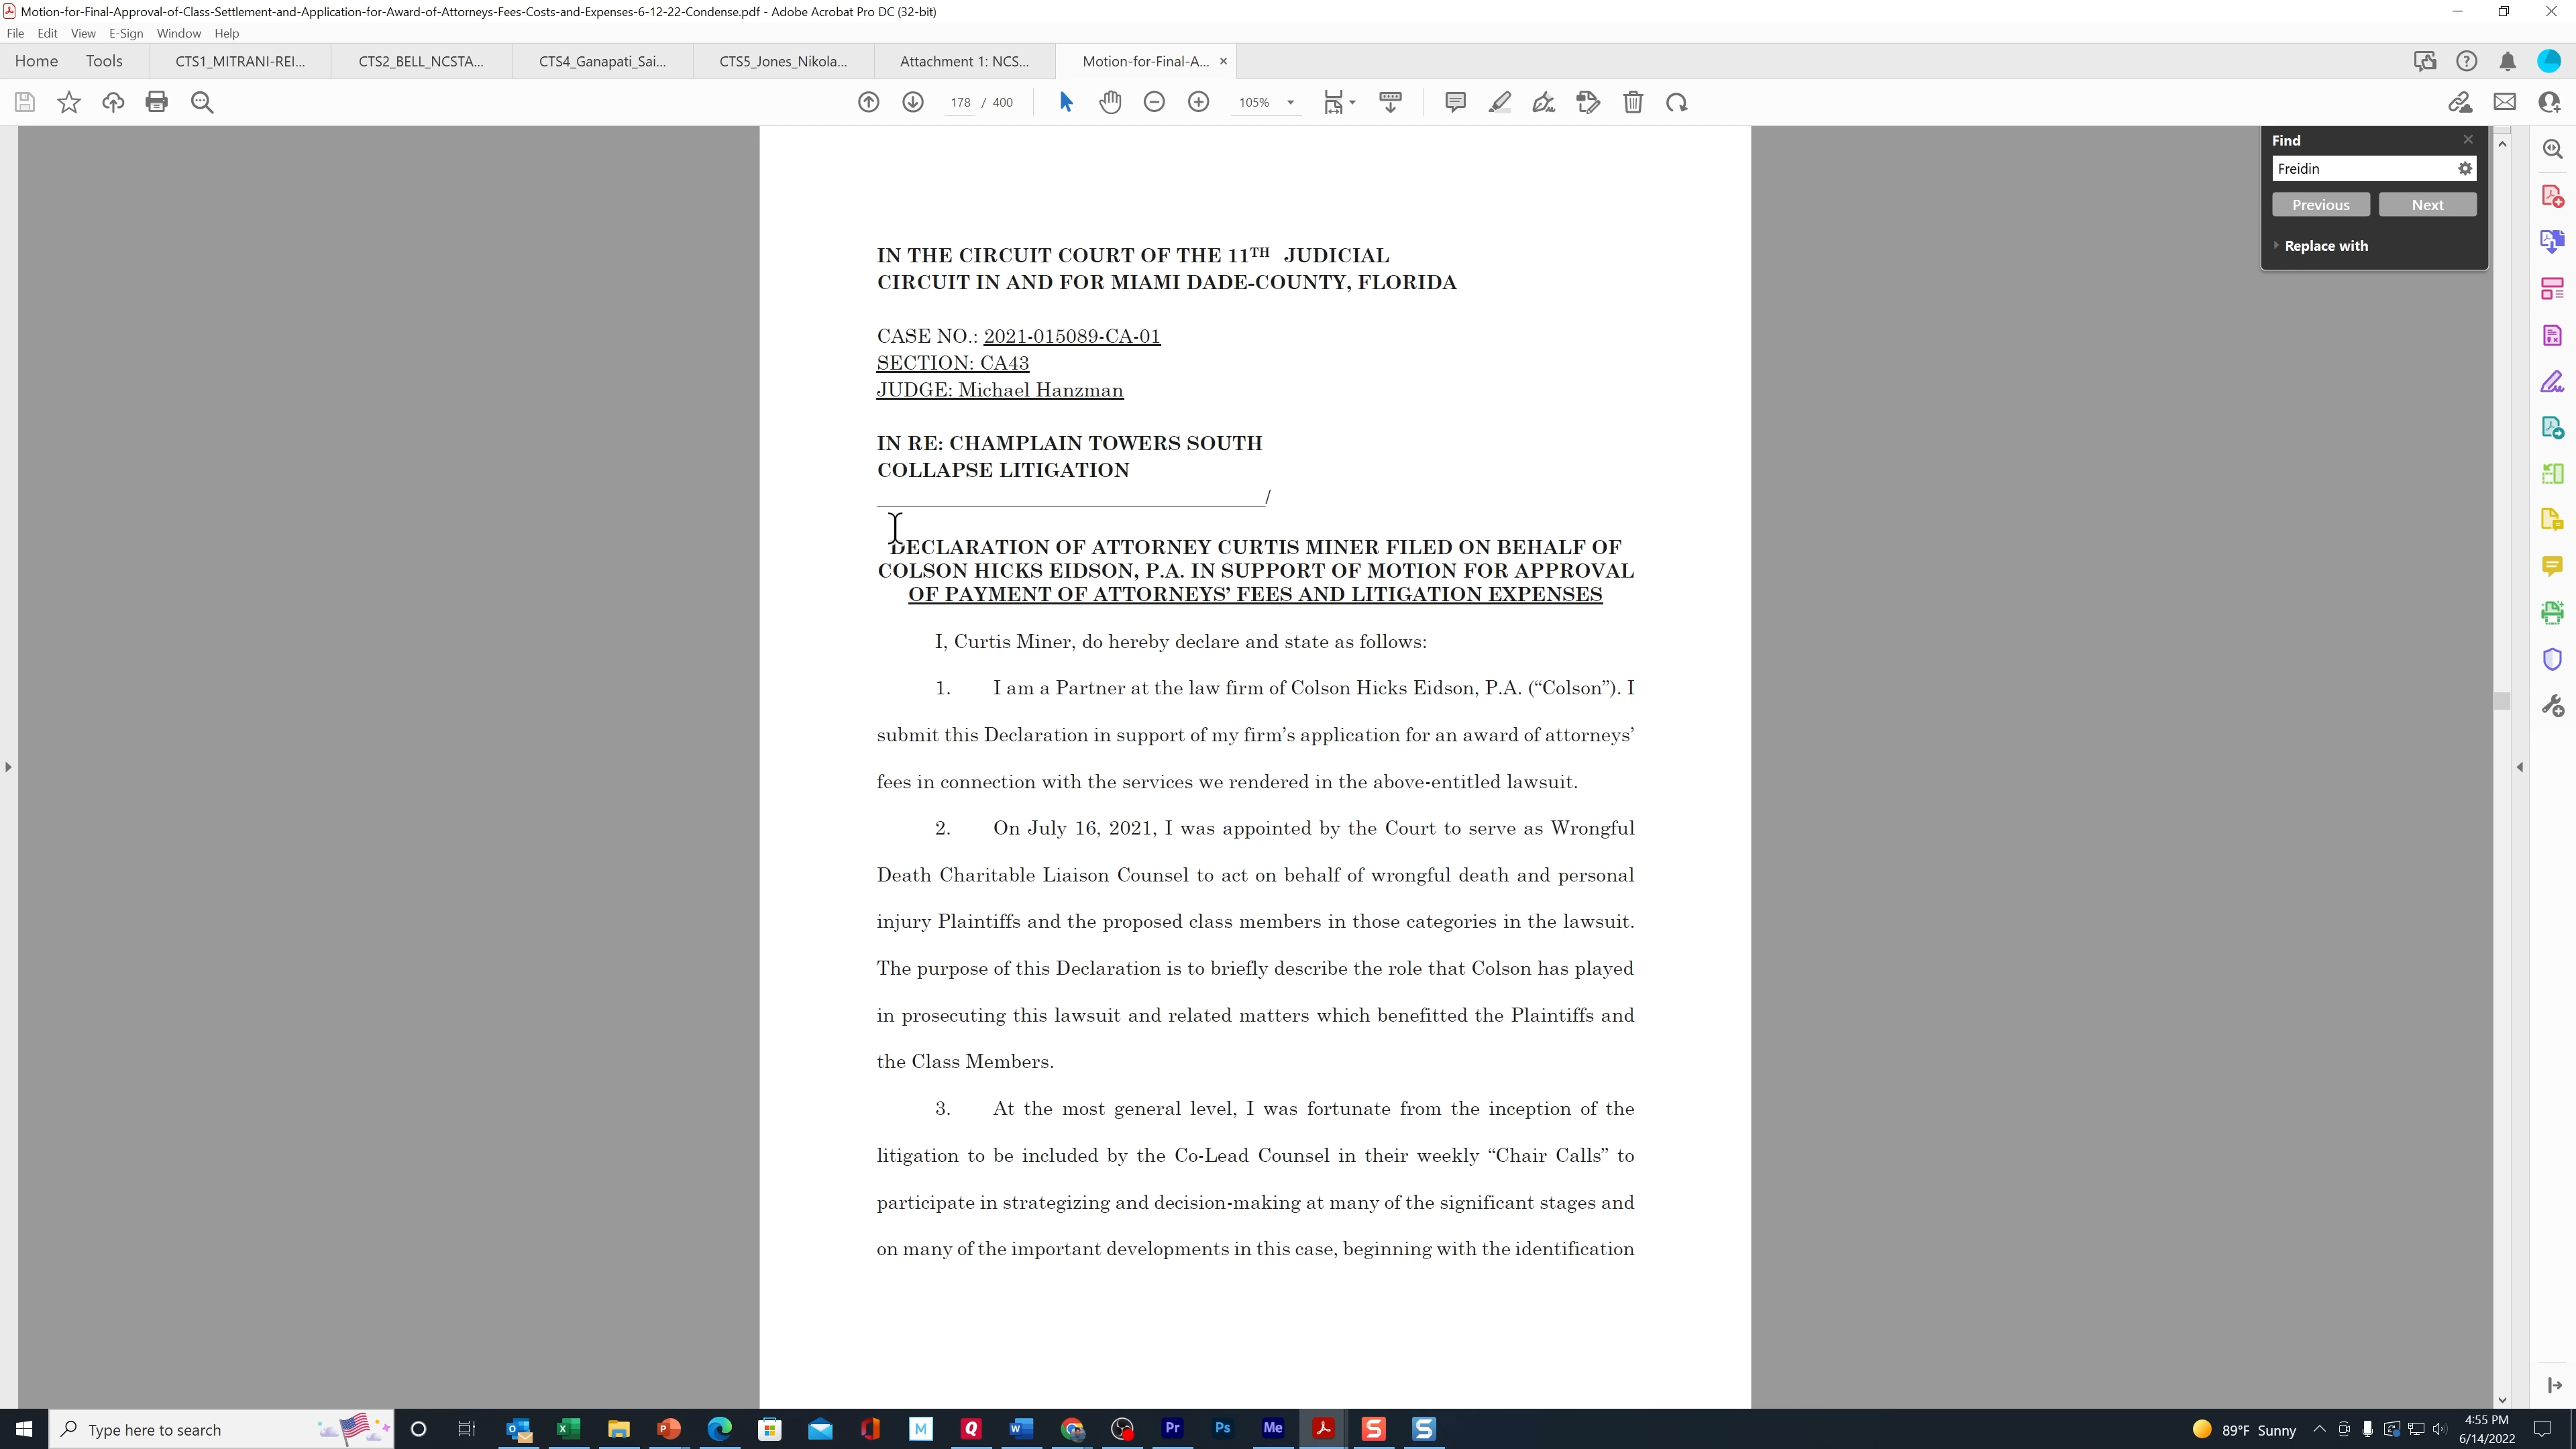 Motion-for-Final-Approval-of-Class-Settlement-and-Application-for-Award-of-Attorneys-Fees-Costs-and-Expenses-6-12-22-Condense.pdf - Adobe Acrobat Pro DC (32-bit)
File Edit View E-Sign Window Help
Home Tools CTS1_MITRANI-REI... CTS2_BELL_NCSTA... CTS4_Ganapati_Sai... CTS5_Jones_Nikola... Attachment 1: NCS... Motion-for-Final-A... ×
178 / 400 105%
Find
Freidin
Previous Next
Replace with
IN THE CIRCUIT COURT OF THE 11TH JUDICIAL
CIRCUIT IN AND FOR MIAMI DADE-COUNTY, FLORIDA
CASE NO.: 2021-015089-CA-01
SECTION: CA43
JUDGE: Michael Hanzman
IN RE: CHAMPLAIN TOWERS SOUTH
COLLAPSE LITIGATION
/
DECLARATION OF ATTORNEY CURTIS MINER FILED ON BEHALF OF
COLSON HICKS EIDSON, P.A. IN SUPPORT OF MOTION FOR APPROVAL
OF PAYMENT OF ATTORNEYS’ FEES AND LITIGATION EXPENSES
I, Curtis Miner, do hereby declare and state as follows:
1. I am a Partner at the law firm of Colson Hicks Eidson, P.A. (“Colson”). I
submit this Declaration in support of my firm’s application for an award of attorneys’
fees in connection with the services we rendered in the above-entitled lawsuit.
2. On July 16, 2021, I was appointed by the Court to serve as Wrongful
Death Charitable Liaison Counsel to act on behalf of wrongful death and personal
injury Plaintiffs and the proposed class members in those categories in the lawsuit.
The purpose of this Declaration is to briefly describe the role that Colson has played
in prosecuting this lawsuit and related matters which benefitted the Plaintiffs and
the Class Members.
3. At the most general level, I was fortunate from the inception of the
litigation to be included by the Co-Lead Counsel in their weekly “Chair Calls” to
participate in strategizing and decision-making at many of the significant stages and
on many of the important developments in this case, beginning with the identification
Type here to search
M Q W Pr Ps Me S S
89°F Sunny
4:55 PM
6/14/2022